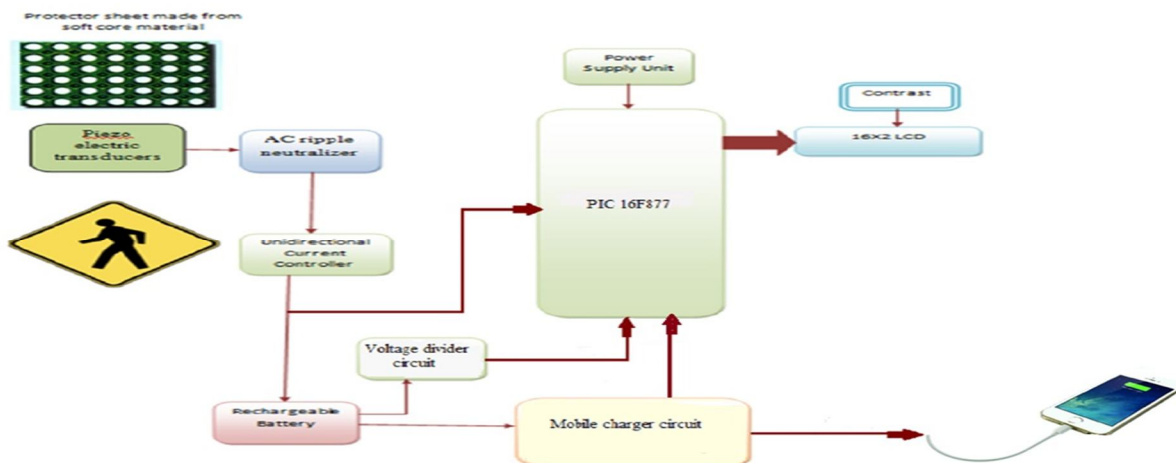 Protector sheet made from
soft core material
Piezo
electric
transducers
AC ripple
neutralizer
Unidirectional
Current
Controller
Rechargeable
Battery
Voltage divider
circuit
Mobile charger circuit
Power
Supply Unit
PIC 16F877
Contrast
16X2 LCD